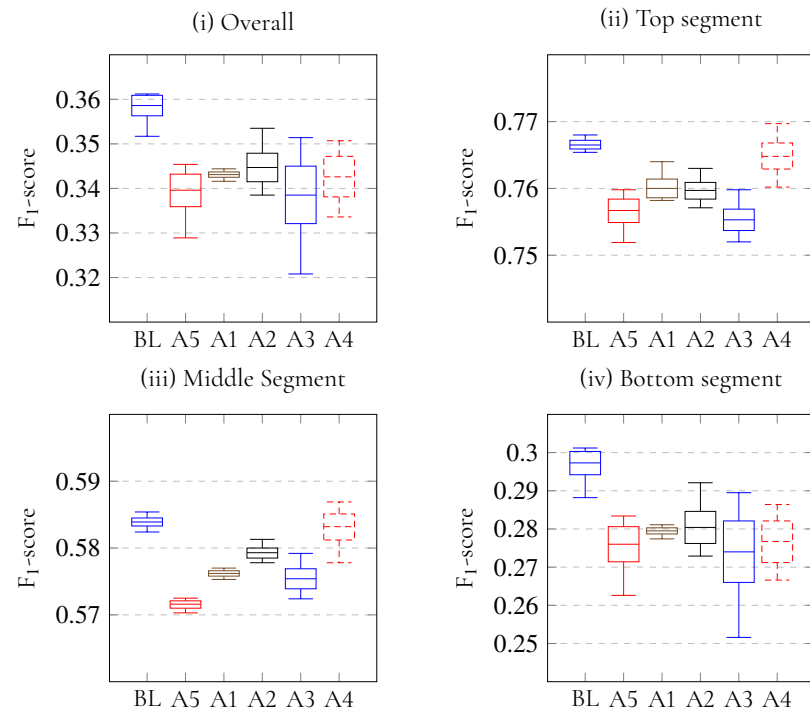 (i) Overall
F1-score
0.36
0.35
0.34
0.33
0.32
BL A5 A1 A2 A3 A4
(ii) Top segment
F1-score
0.77
0.76
0.75
BL A5 A1 A2 A3 A4
(iii) Middle Segment
F1-score
0.59
0.58
0.57
BL A5 A1 A2 A3 A4
(iv) Bottom segment
F1-score
0.3
0.29
0.28
0.27
0.26
0.25
BL A5 A1 A2 A3 A4